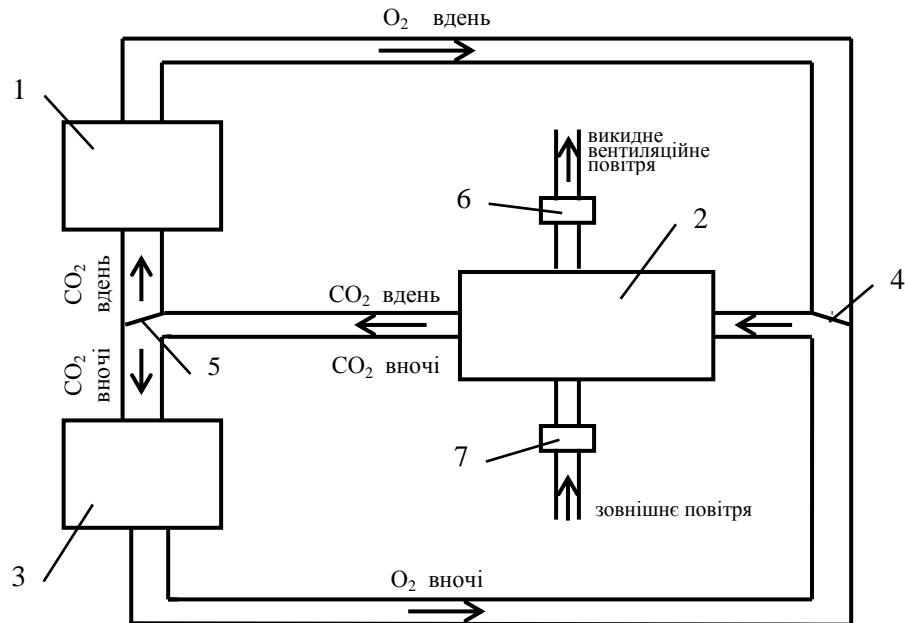 O₂ вдень
1
викидне
вентиляційне
повітря
6
2
CO₂
вдень
CO₂ вдень
4
CO₂ вночі
5
CO₂
вночі
7
зовнішнє повітря
3
O₂ вночі